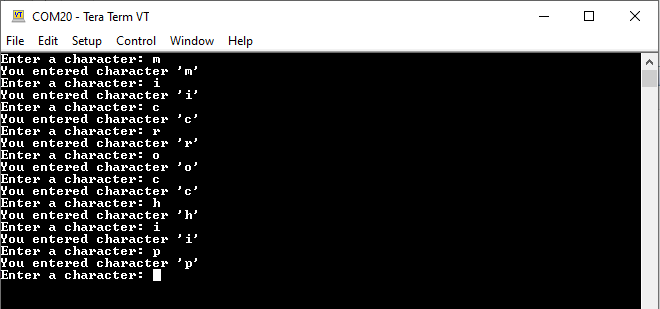 COM20 - Tera Term VT
File Edit Setup Control Window Help
Enter a character: m
You entered character 'm'
Enter a character: i
You entered character 'i'
Enter a character: c
You entered character 'c'
Enter a character: r
You entered character 'r'
Enter a character: o
You entered character 'o'
Enter a character: c
You entered character 'c'
Enter a character: h
You entered character 'h'
Enter a character: i
You entered character 'i'
Enter a character: p
You entered character 'p'
Enter a character: